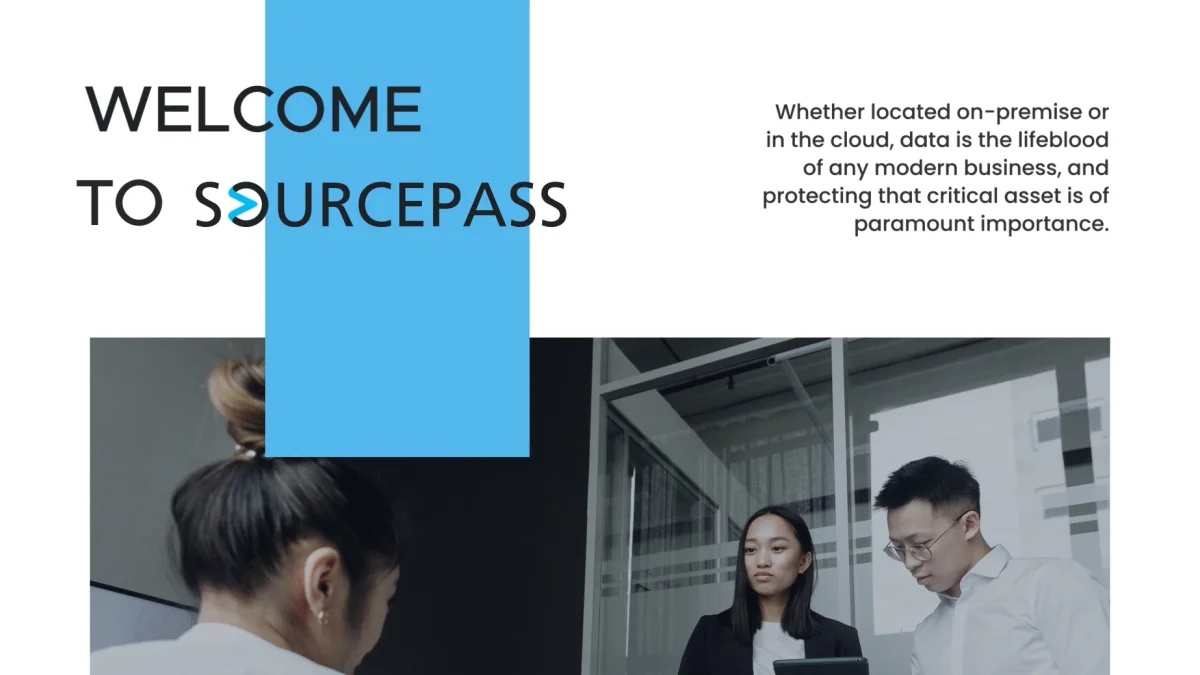 WELCOME
TO SOURCEPASS
Whether located on-premise or
in the cloud, data is the lifeblood
of any modern business, and
protecting that critical asset is of
paramount importance.